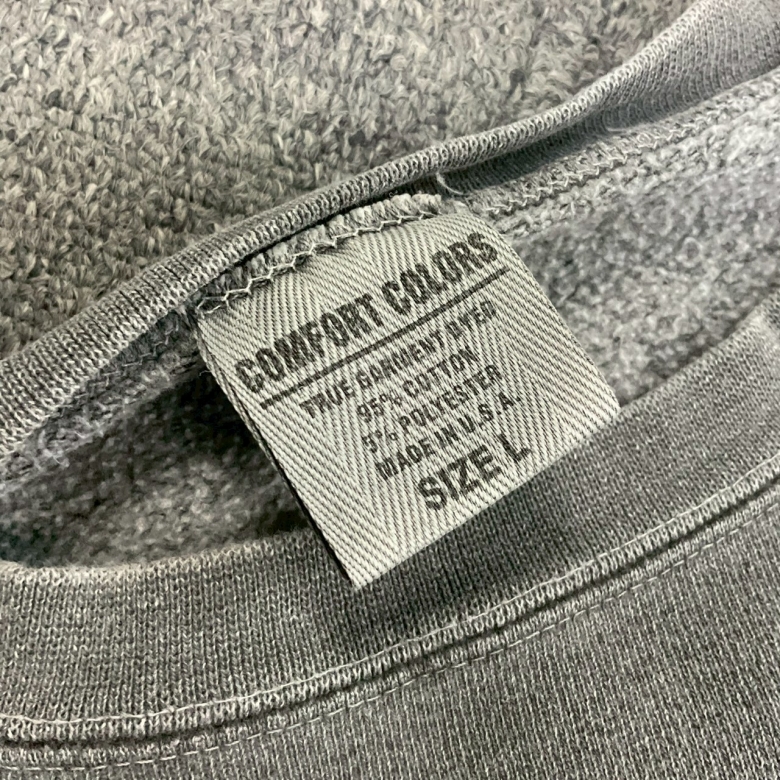 COMFORT COLORS
TRUE GARMENT DYED
95% COTTON
5% POLYESTER
MADE IN U.S.A.
SIZE L